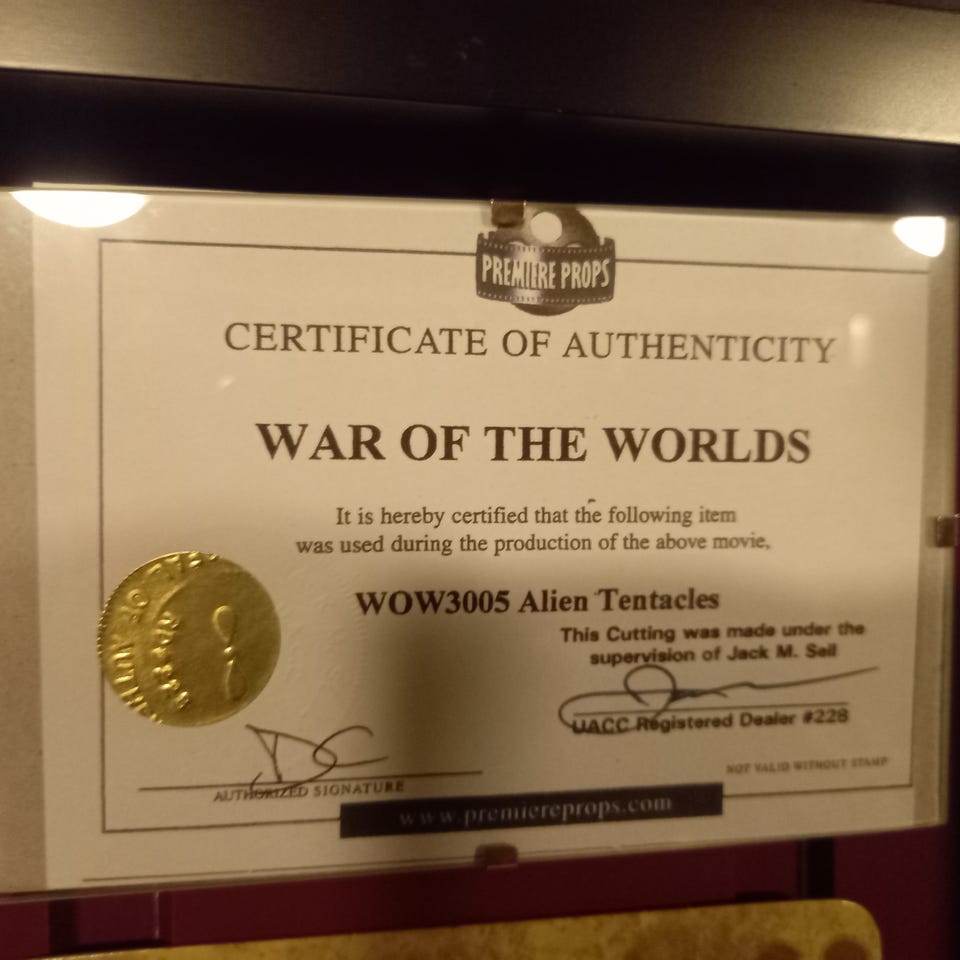 PREMIERE PROPS
CERTIFICATE OF AUTHENTICITY
WAR OF THE WORLDS
It is hereby certified that the following item
was used during the production of the above movie,
WOW3005 Alien Tentacles
This Cutting was made under the
supervision of Jack M. Seil
UACC Registered Dealer #228
NOT VALID WITHOUT STAMP
AUTHORIZED SIGNATURE
www.premiereprops.com